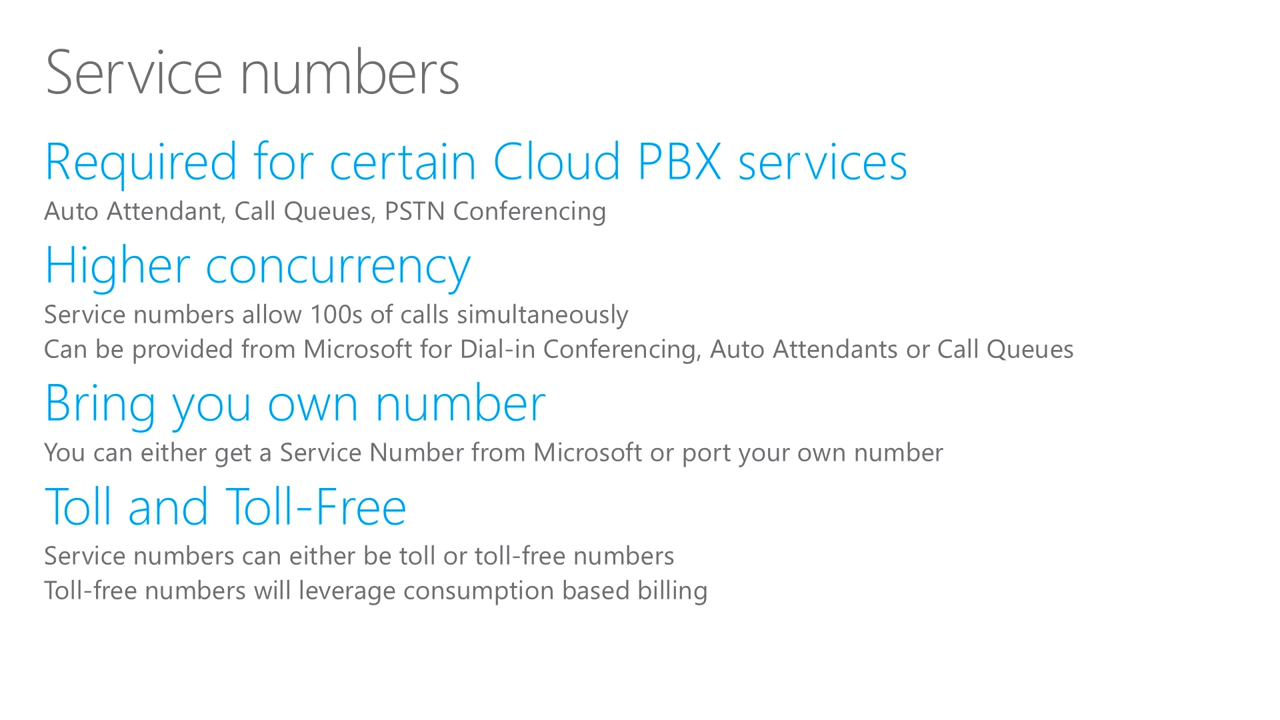 Service numbers
Required for certain Cloud PBX services
Auto Attendant, Call Queues, PSTN Conferencing
Higher concurrency
Service numbers allow 100s of calls simultaneously
Can be provided from Microsoft for Dial-in Conferencing, Auto Attendants or Call Queues
Bring you own number
You can either get a Service Number from Microsoft or port your own number
Toll and Toll-Free
Service numbers can either be toll or toll-free numbers
Toll-free numbers will leverage consumption based billing